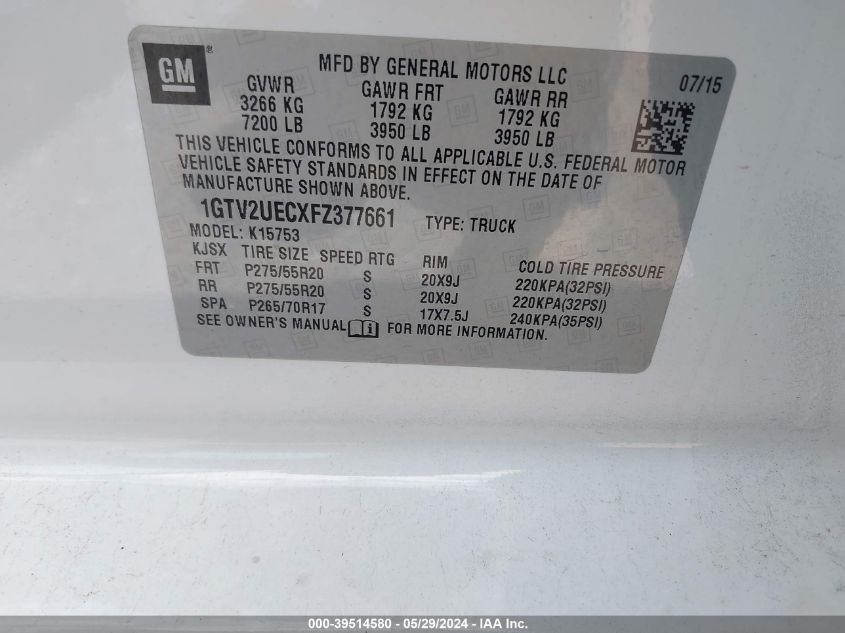 GM
®
MFD BY GENERAL MOTORS LLC
07/15
GVWR GAWR FRT GAWR RR
3266 KG 1792 KG 1792 KG
7200 LB 3950 LB 3950 LB
THIS VEHICLE CONFORMS TO ALL APPLICABLE U.S. FEDERAL MOTOR
VEHICLE SAFETY STANDARDS IN EFFECT ON THE DATE OF
MANUFACTURE SHOWN ABOVE.
1GTV2UECXFZ377661 TYPE: TRUCK
MODEL: K15753
KJSX TIRE SIZE SPEED RTG RIM COLD TIRE PRESSURE
FRT P275/55R20 S 20X9J 220KPA(32PSI)
RR P275/55R20 S 20X9J 220KPA(32PSI)
SPA P265/70R17 S 17X7.5J 240KPA(35PSI)
SEE OWNER'S MANUAL i FOR MORE INFORMATION.
000-39514580 - 05/29/2024 - IAA Inc.